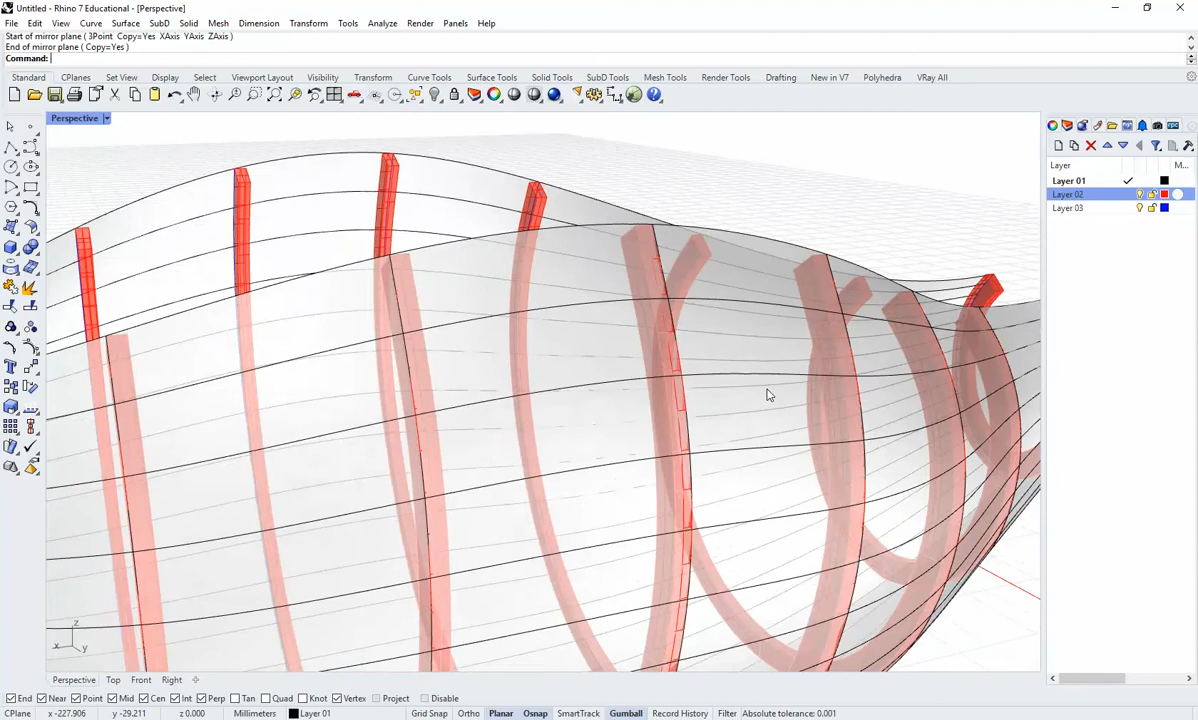 Untitled - Rhino 7 Educational - [Perspective]
File Edit View Curve Surface SubD Solid Mesh Dimension Transform Tools Analyze Render Panels Help
Start of mirror plane ( 3Point Copy=Yes XAxis YAxis ZAxis )
End of mirror plane ( Copy=Yes )
Command:
Standard CPlanes Set View Display Select Viewport Layout Visibility Transform Curve Tools Surface Tools Solid Tools SubD Tools Mesh Tools Render Tools Drafting New in V7 Polyhedra VRay All
Perspective
Layer M...
Layer 01
Layer 02
Layer 03
z
x y
Perspective Top Front Right
End Near Point Mid Cen Int Perp Tan Quad Knot Vertex Project Disable
CPlane x -227.906 y -29.211 z 0.000 Millimeters Layer 01 Grid Snap Ortho Planar Osnap SmartTrack Gumball Record History Filter Absolute tolerance: 0.001